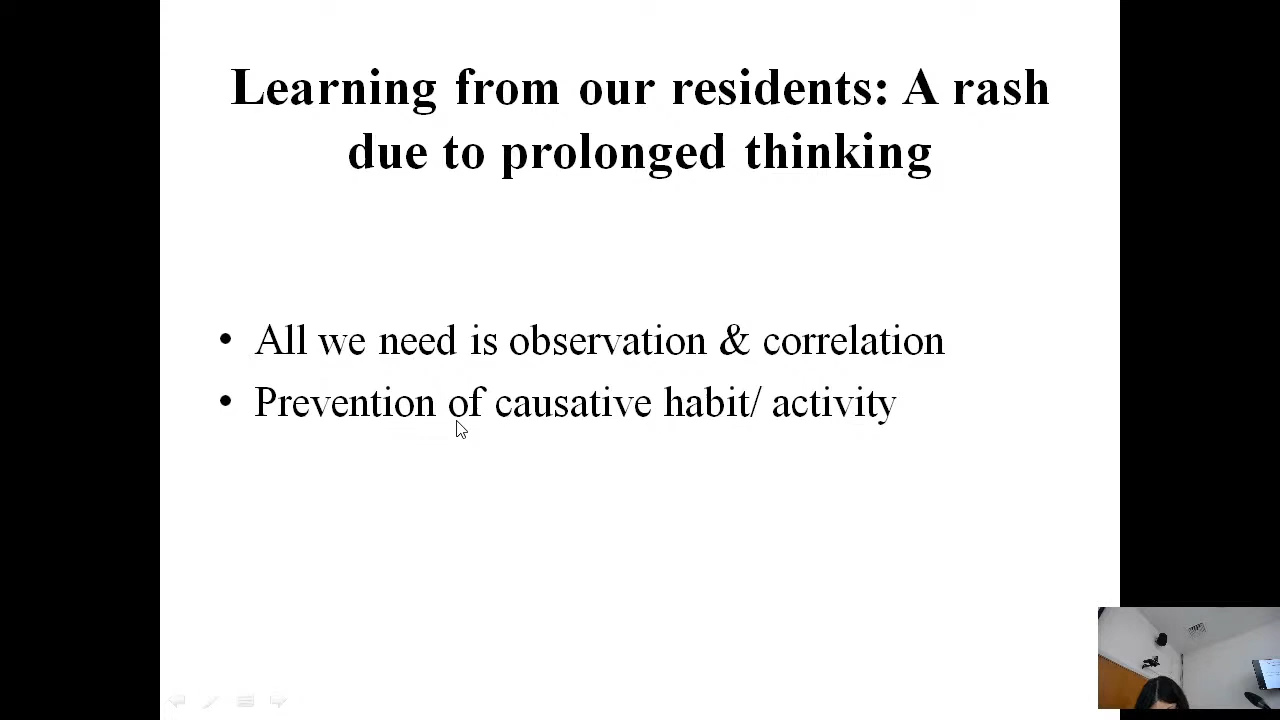 Learning from our residents: A rash
due to prolonged thinking
• All we need is observation & correlation
• Prevention of causative habit/ activity